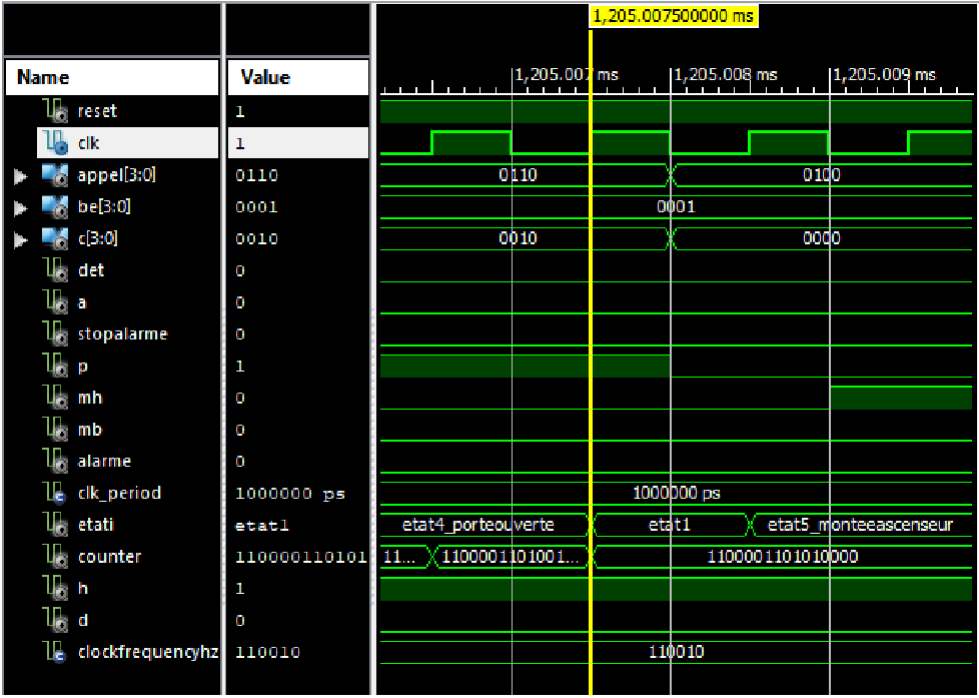 1,205.007500000 ms
Name Value 1,205.007 ms 1,205.008 ms 1,205.009 ms
reset 1
clk 1
appel[3:0] 0110 0110 0100
be[3:0] 0001 0001
c[3:0] 0010 0010 0000
det 0
a 0
stopalarme 0
p 1
mh 0
mb 0
alarme 0
clk_period 1000000 ps 1000000 ps
etati etat1 etat4_porteouverte etat1 etat5_monteeascenseur
counter 110000110101 11... 1100001101001... 1100001101010000
h 1
d 0
clockfrequencyhz 110010 110010